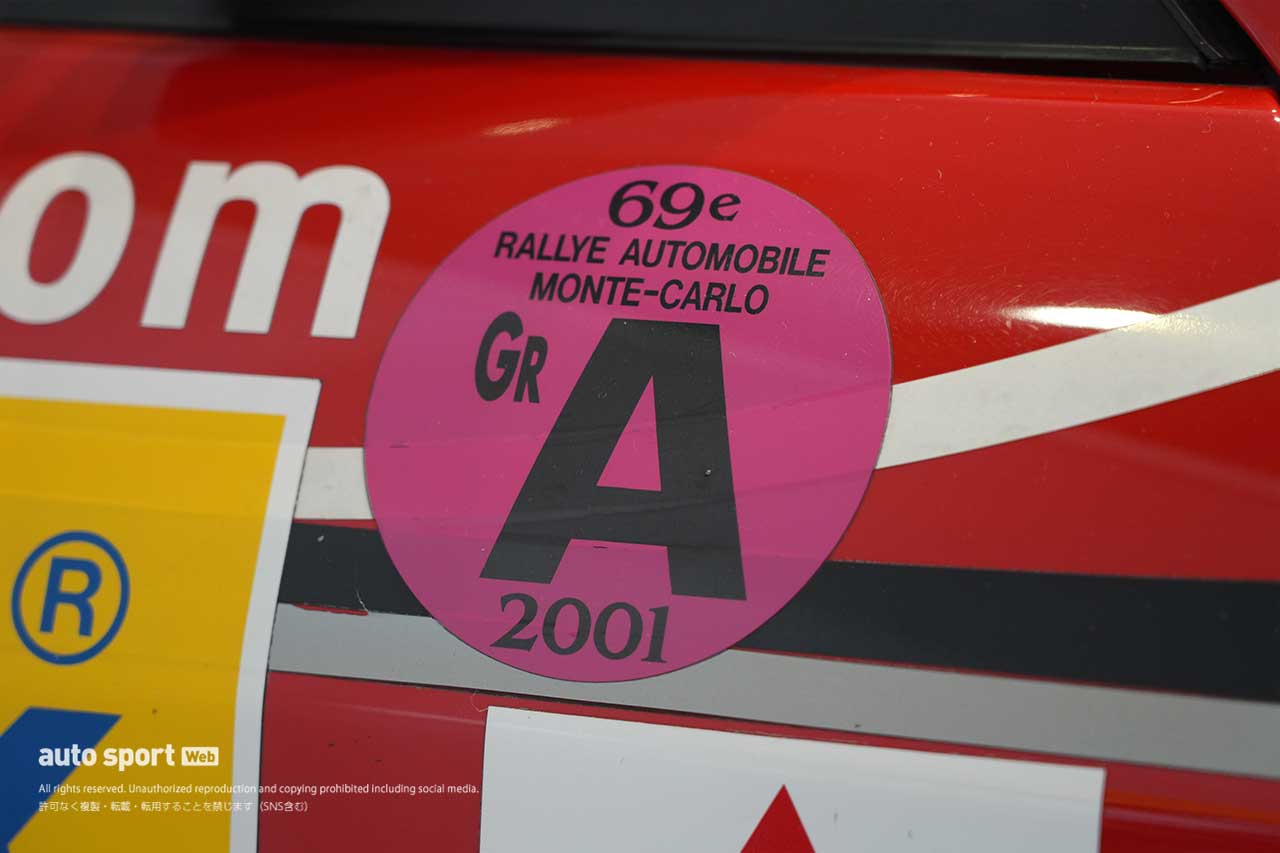 om
69e
RALLYE AUTOMOBILE
MONTE-CARLO
GR A
2001
®
auto sport Web
All rights reserved. Unauthorized reproduction and copying prohibited including social media.
許可なく複製・転載・転用することを禁じます（SNS含む）